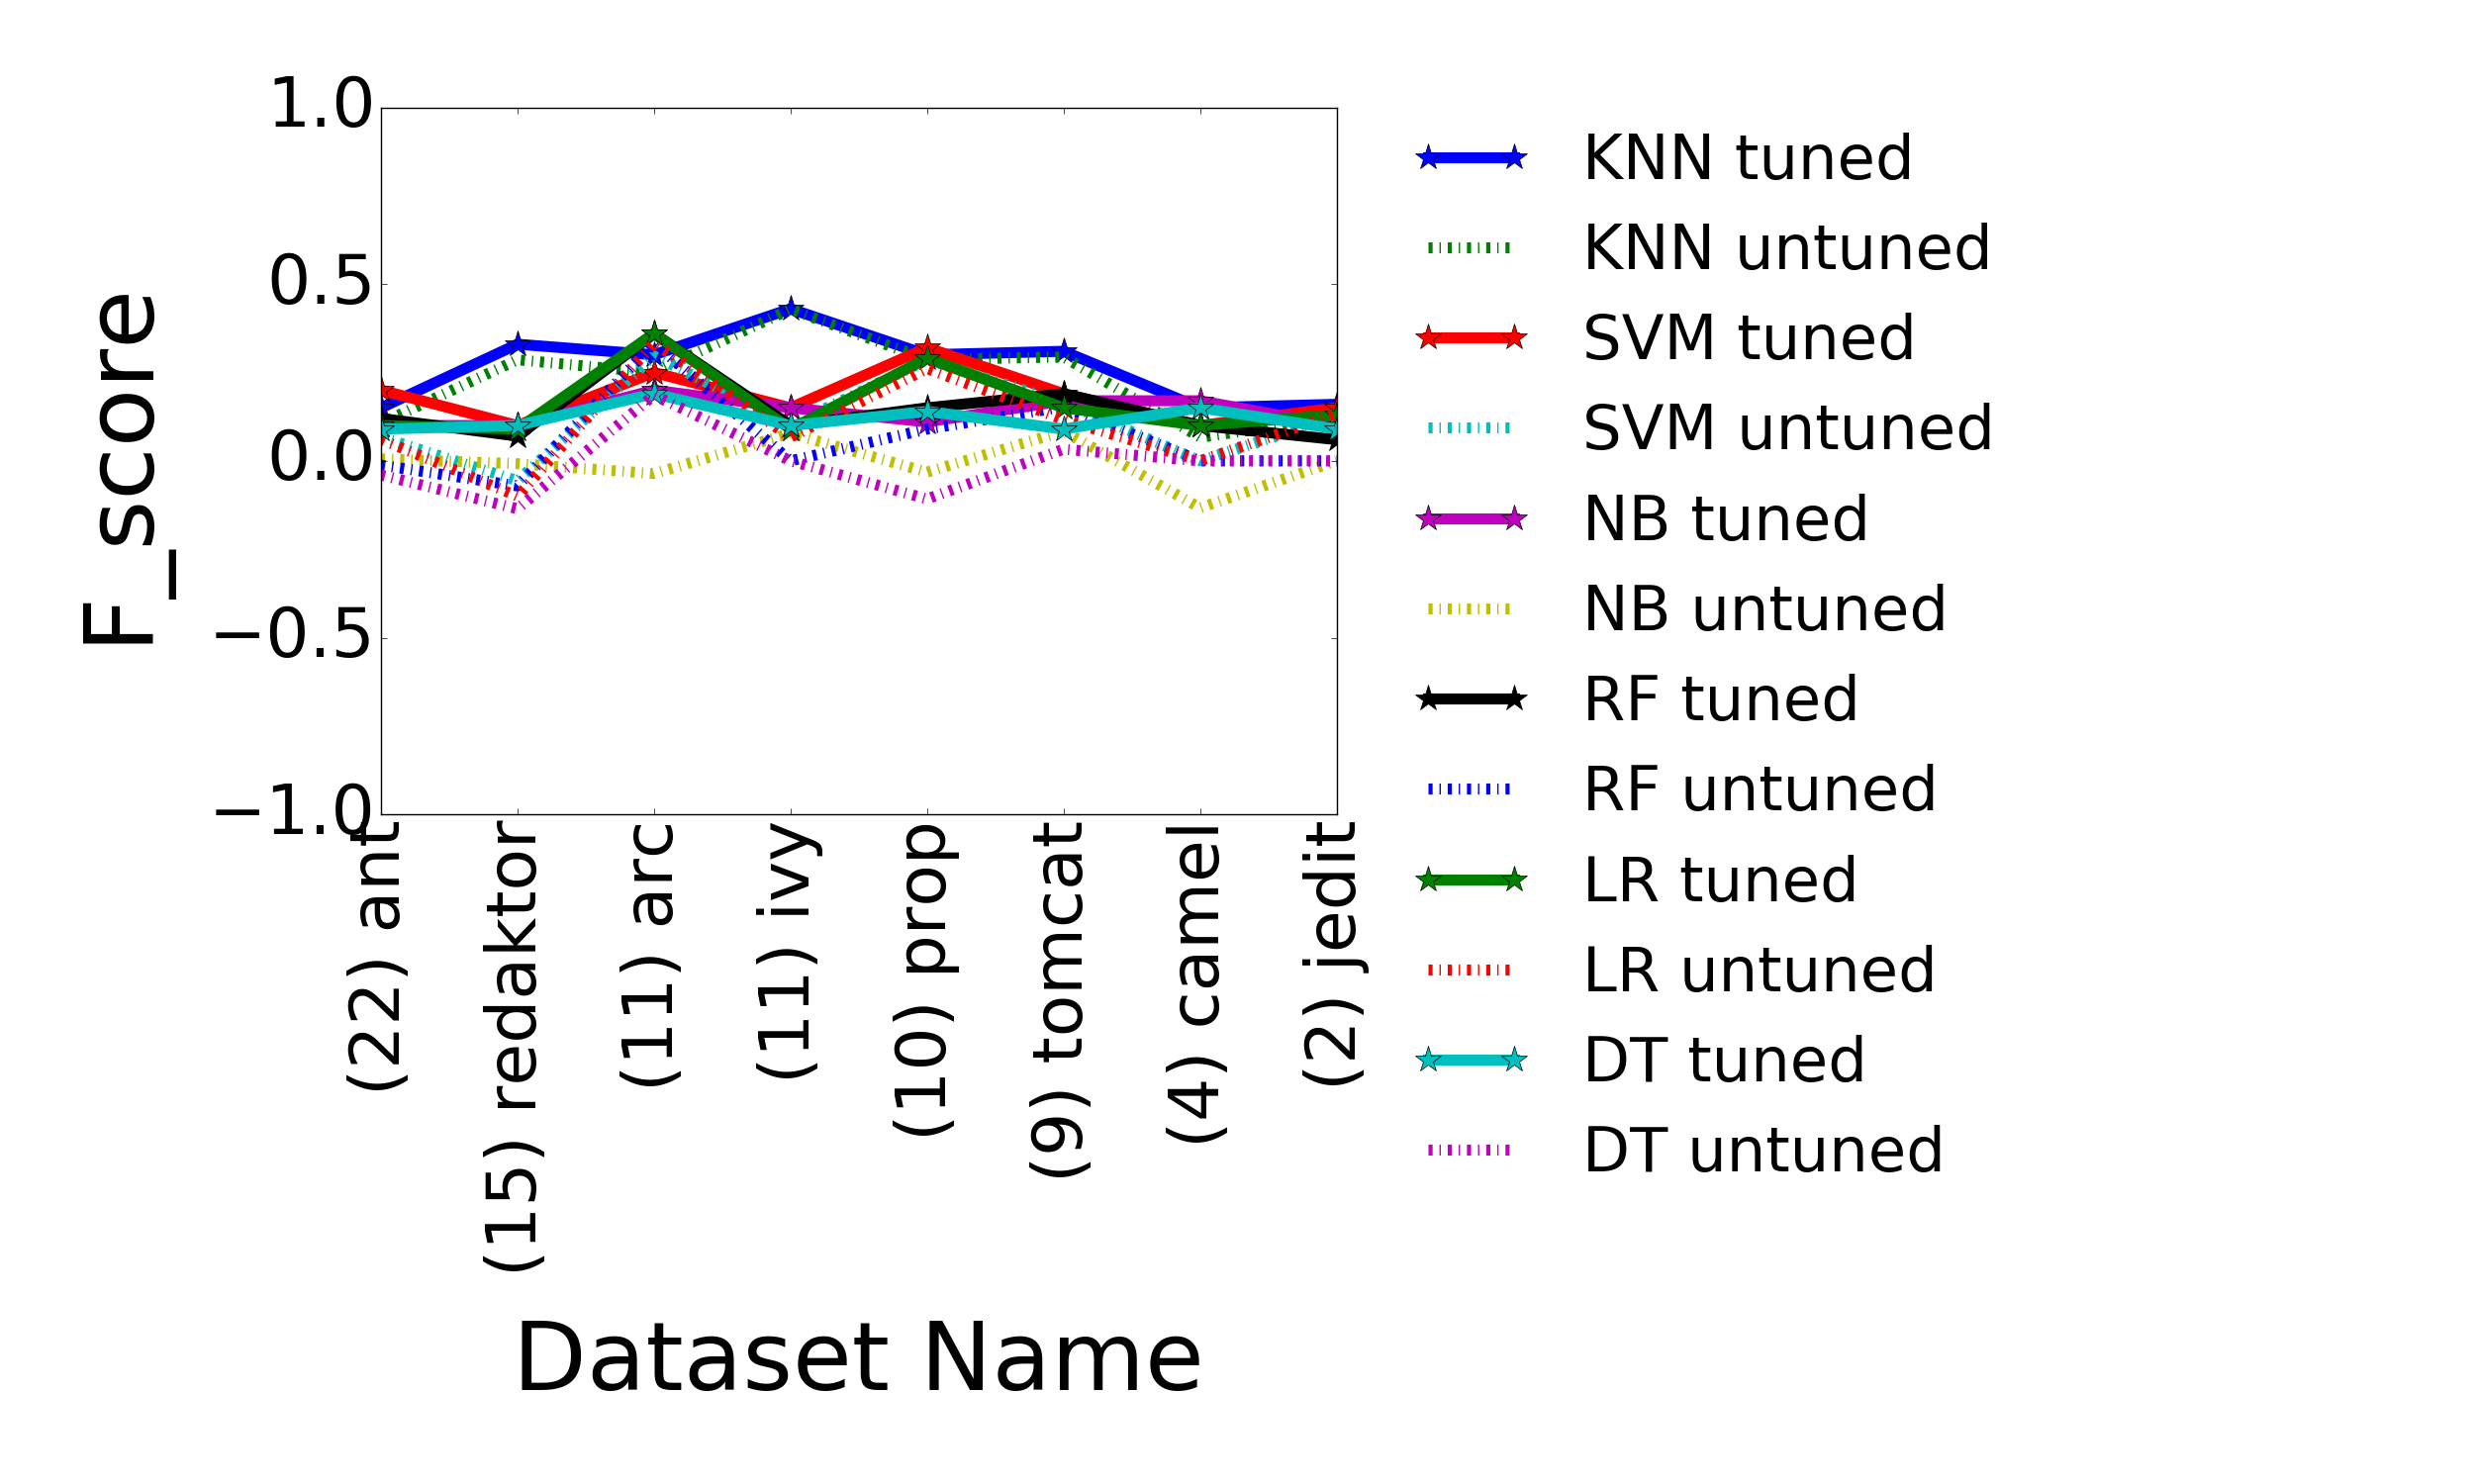 1.0
0.5
0.0
−0.5
−1.0
F_score
(22) ant
(15) redaktor
(11) arc
(11) ivy
(10) prop
(9) tomcat
(4) camel
(2) jedit
Dataset Name
KNN tuned
KNN untuned
SVM tuned
SVM untuned
NB tuned
NB untuned
RF tuned
RF untuned
LR tuned
LR untuned
DT tuned
DT untuned